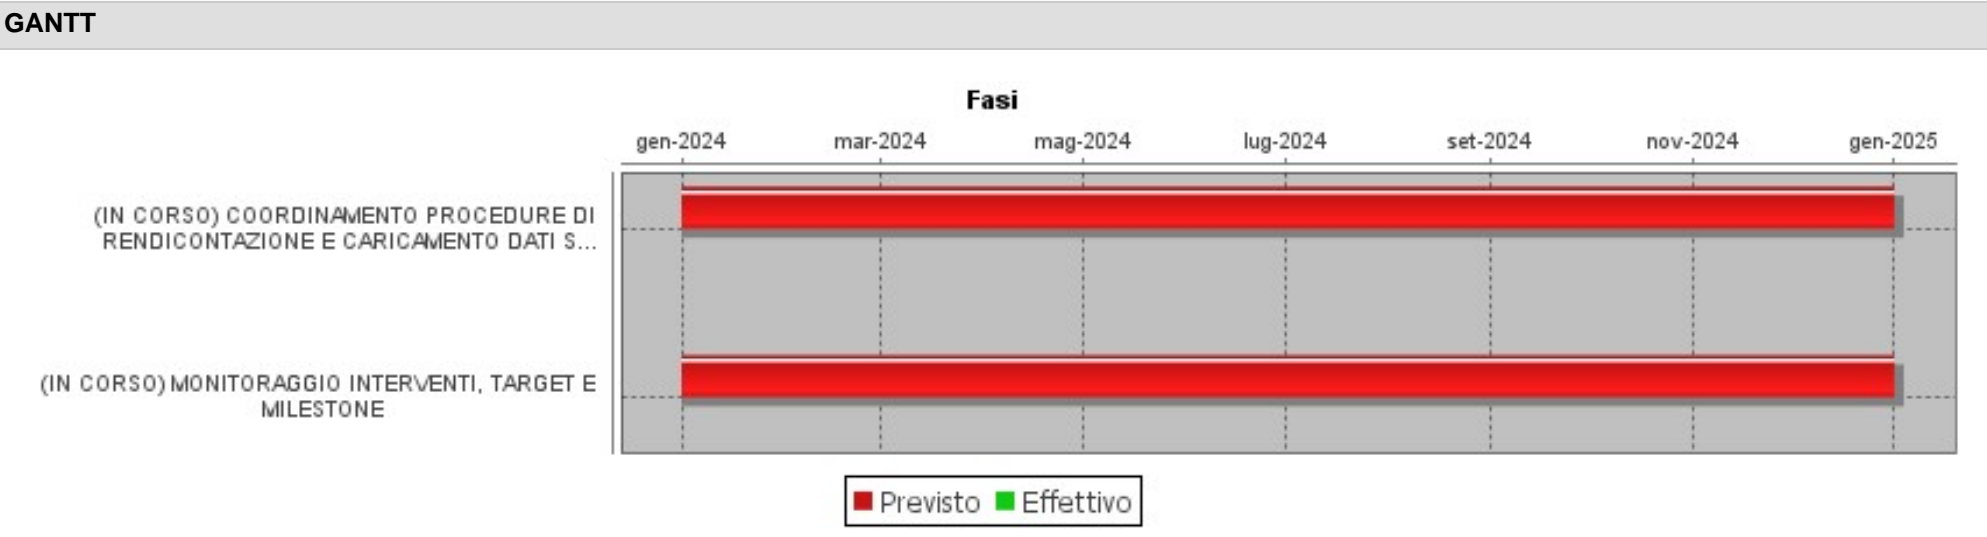 GANTT
Fasi
gen-2024 mar-2024 mag-2024 lug-2024 set-2024 nov-2024 gen-2025
(IN CORSO) COORDINAMENTO PROCEDURE DI
RENDICONTAZIONE E CARICAMENTO DATI S...
(IN CORSO) MONITORAGGIO INTERVENTI, TARGET E
MILESTONE
Previsto Effettivo